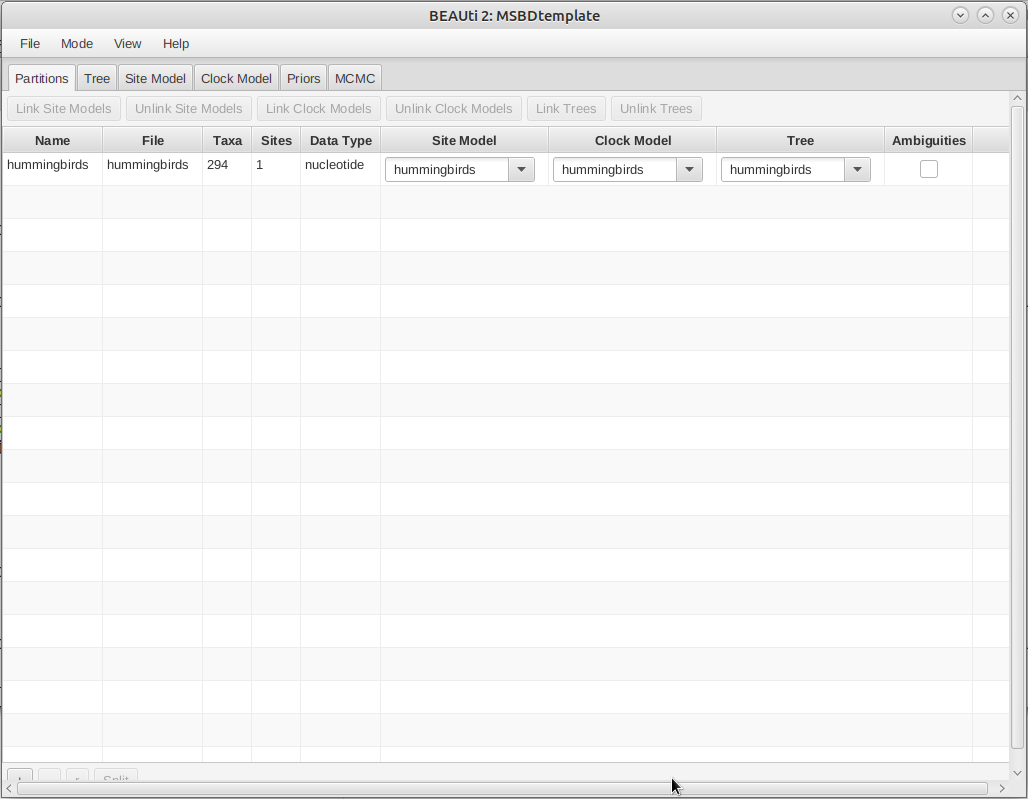 BEAUti 2: MSBDtemplate
File Mode View Help
Partitions Tree Site Model Clock Model Priors MCMC
Link Site Models Unlink Site Models Link Clock Models Unlink Clock Models Link Trees Unlink Trees
Name File Taxa Sites Data Type Site Model Clock Model Tree Ambiguities
hummingbirds hummingbirds 294 1 nucleotide hummingbirds hummingbirds hummingbirds
+ - r Split